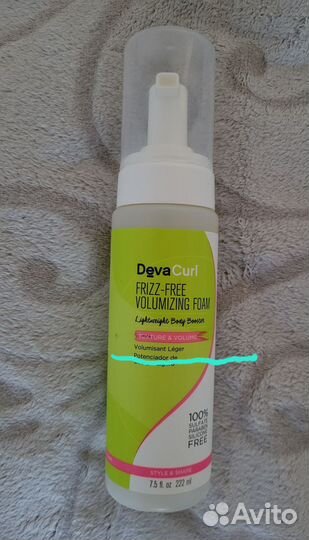 DevaCurl
FRIZZ-FREE
VOLUMIZING FOAM
Lightweight Body Booster
TEXTURE & VOLUME
Volumisant Léger
Potenciador de
100%
SULFATE
PARABEN
SILICONE
FREE
STYLE & SHAPE
7.5 fl. oz 222 ml
Avito